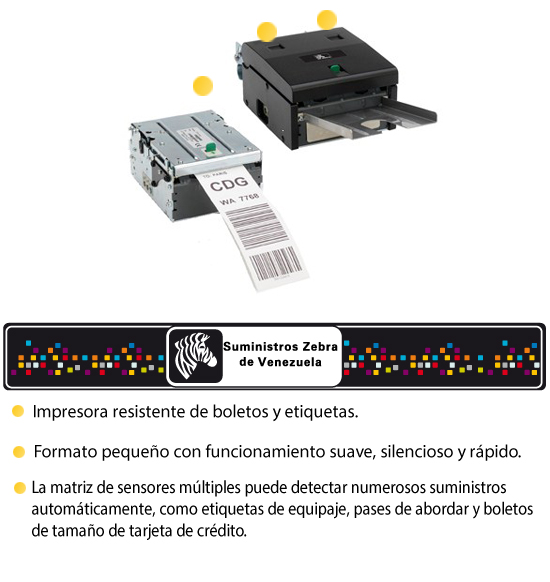 TO: PARIS
CDG
WA 7768
Suministros Zebra
de Venezuela
Impresora resistente de boletos y etiquetas.
Formato pequeño con funcionamiento suave, silencioso y rápido.
La matriz de sensores múltiples puede detectar numerosos suministros
automáticamente, como etiquetas de equipaje, pases de abordar y boletos
de tamaño de tarjeta de crédito.